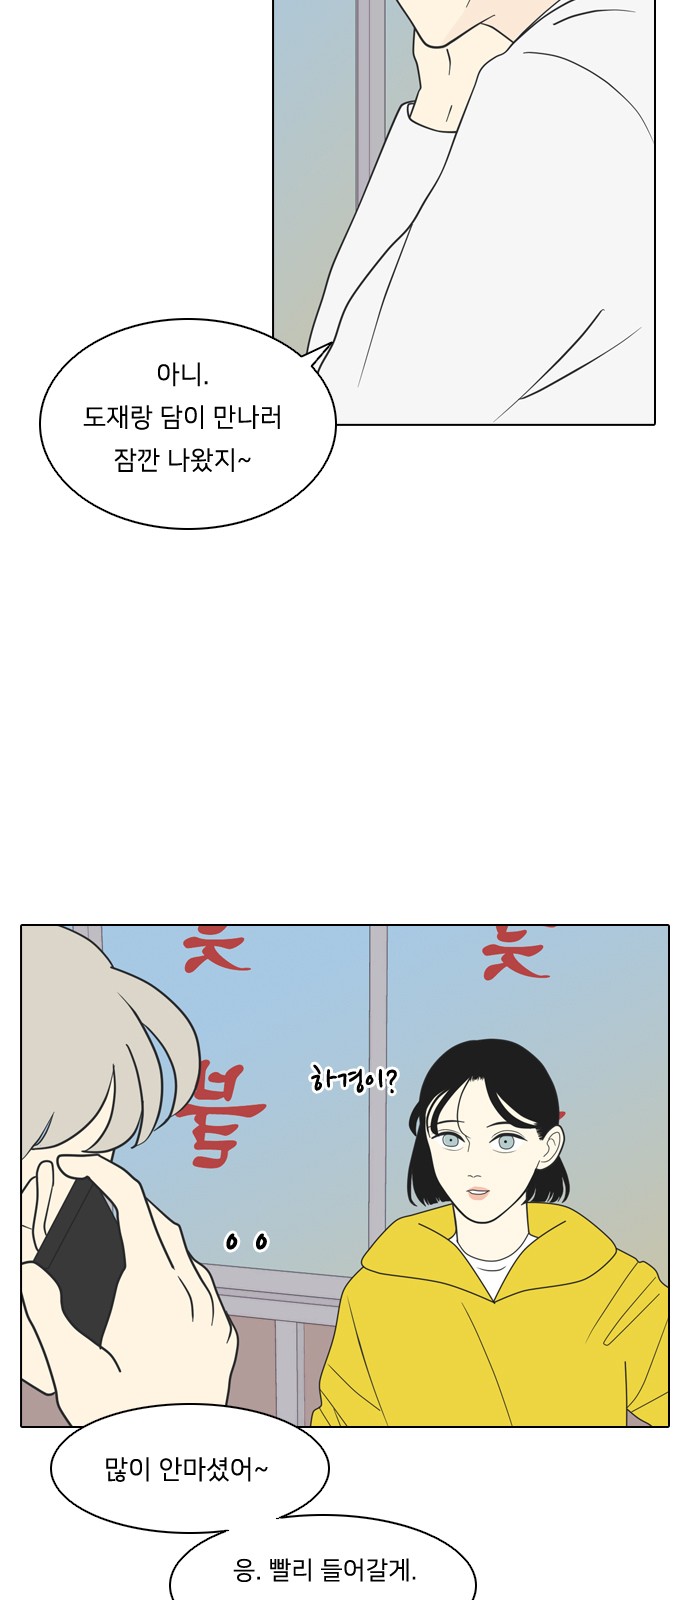 아니.
도재랑 담이 만나러
잠깐 나왔지~
하경이?
ㅇ ㅇ
많이 안마셨어~
응. 빨리 들어갈게.